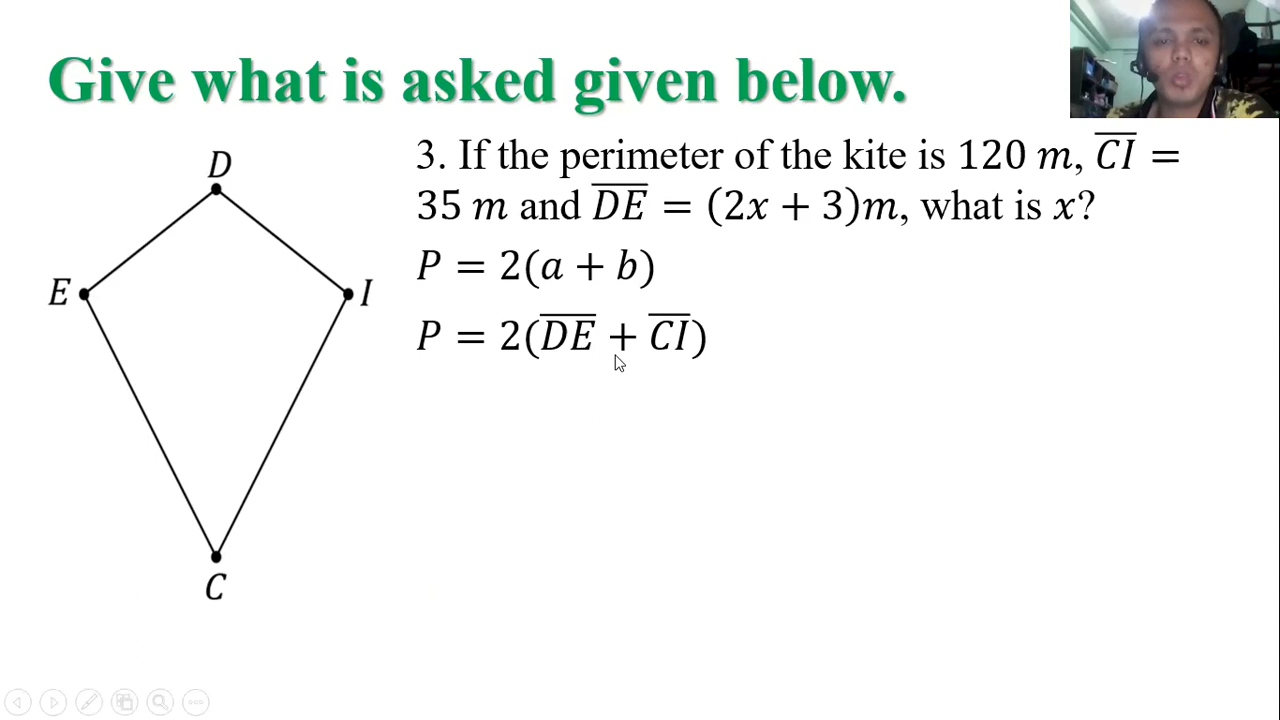 Give what is asked given below.
3. If the perimeter of the kite is 120 m, C̅I̅ =
35 m and D̅E̅ = (2x + 3)m, what is x?
P = 2(a + b)
P = 2(D̅E̅ + C̅I̅)
D
E
I
C